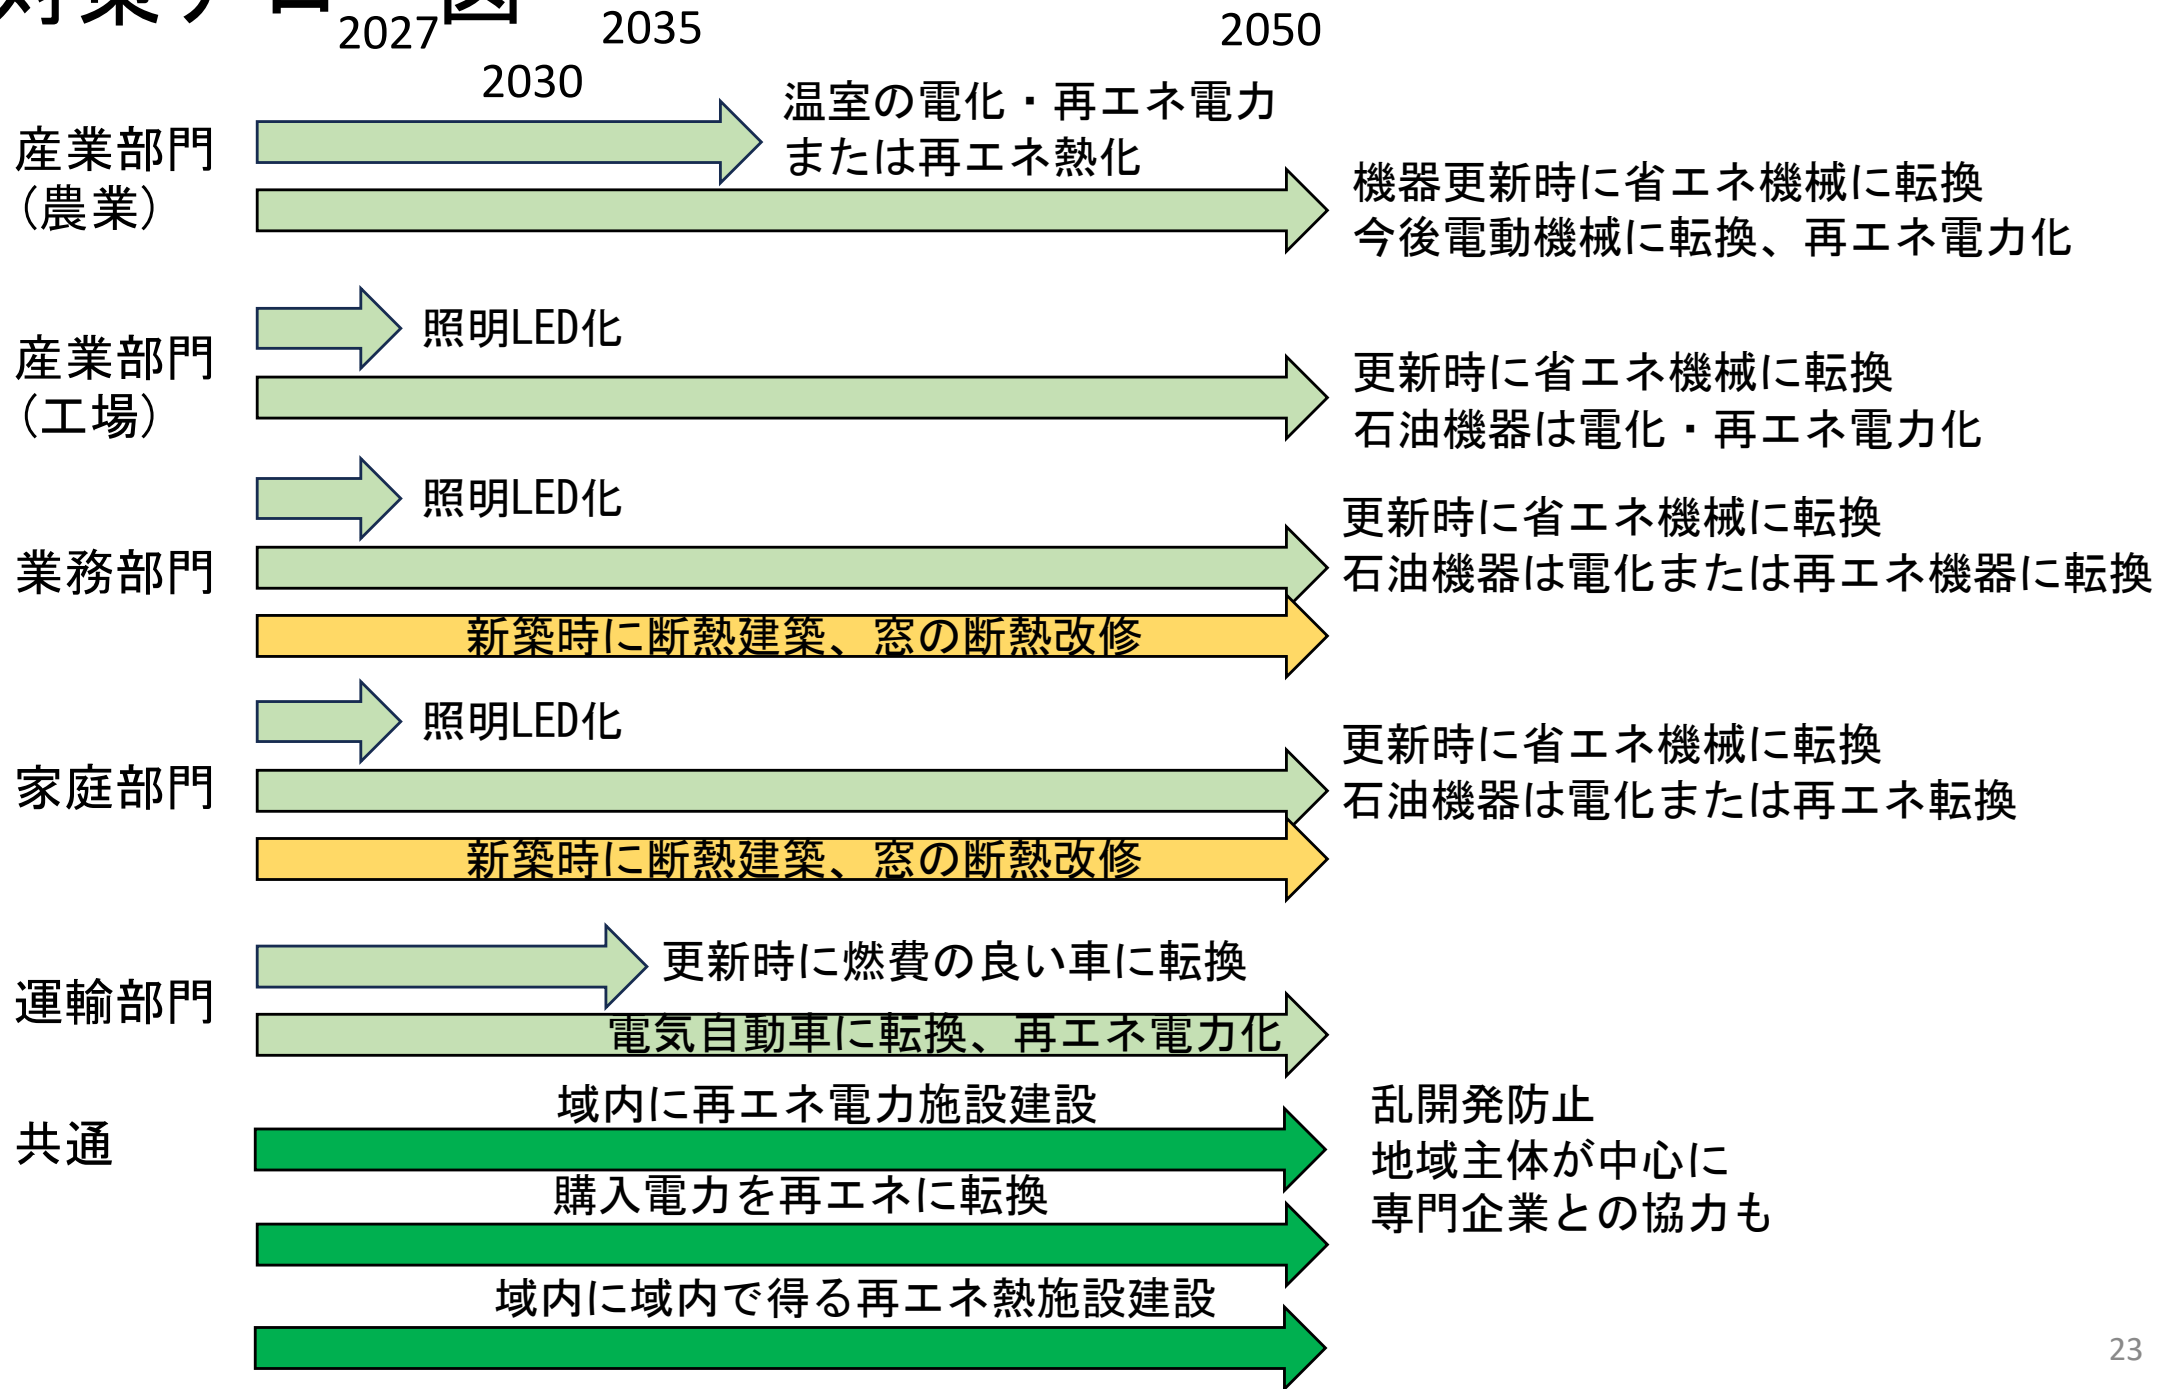 2027
2035
2050
2030
産業部門
（農業）
温室の電化・再エネ電力
または再エネ熱化
機器更新時に省エネ機械に転換
今後電動機械に転換、再エネ電力化
産業部門
（工場）
照明LED化
更新時に省エネ機械に転換
石油機器は電化・再エネ電力化
業務部門
照明LED化
更新時に省エネ機械に転換
石油機器は電化または再エネ機器に転換
新築時に断熱建築、窓の断熱改修
家庭部門
照明LED化
更新時に省エネ機械に転換
石油機器は電化または再エネ転換
新築時に断熱建築、窓の断熱改修
運輸部門
更新時に燃費の良い車に転換
電気自動車に転換、再エネ電力化
共通
域内に再エネ電力施設建設
購入電力を再エネに転換
域内に域内で得る再エネ熱施設建設
乱開発防止
地域主体が中心に
専門企業との協力も
23